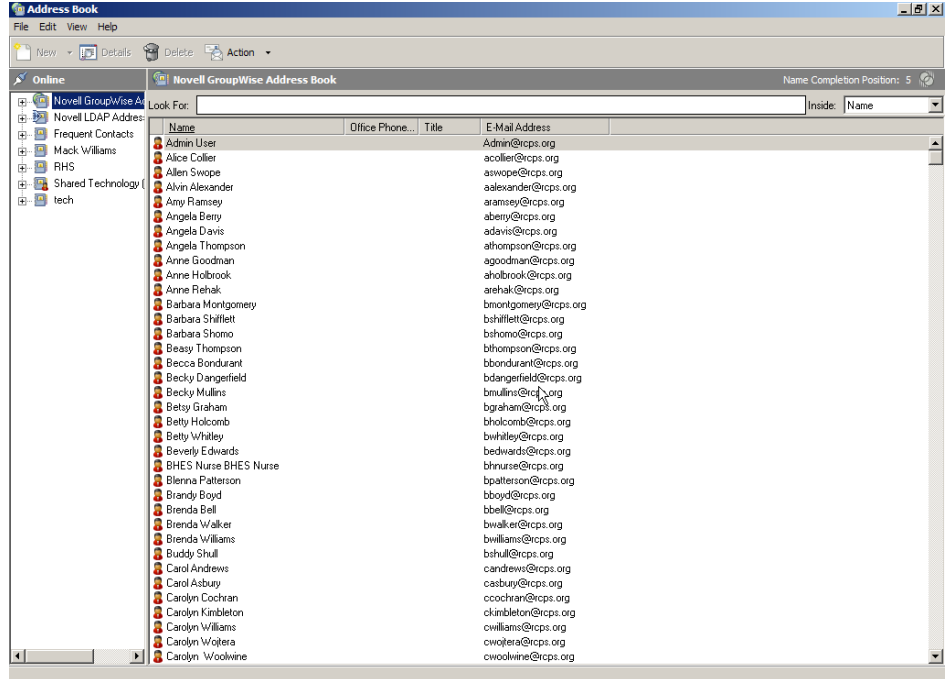 Address Book
File Edit View Help
New Details Delete Action
Online Novell GroupWise Address Book Name Completion Position: 5
Look For: Inside: Name
Novell GroupWise Ad
Novell LDAP Addres
Frequent Contacts
Mack Williams
RHS
Shared Technology (
tech
Name Office Phone... Title E-Mail Address
Admin User Admin@rcps.org
Alice Collier acollier@rcps.org
Allen Swope aswope@rcps.org
Alvin Alexander aalexander@rcps.org
Amy Ramsey aramsey@rcps.org
Angela Berry aberry@rcps.org
Angela Davis adavis@rcps.org
Angela Thompson athompson@rcps.org
Anne Goodman agoodman@rcps.org
Anne Holbrook aholbrook@rcps.org
Anne Rehak arehak@rcps.org
Barbara Montgomery bmontgomery@rcps.org
Barbara Shifflett bshifflett@rcps.org
Barbara Shomo bshomo@rcps.org
Beasy Thompson bthompson@rcps.org
Becca Bondurant bbondurant@rcps.org
Becky Dangerfield bdangerfield@rcps.org
Becky Mullins bmullins@rcps.org
Betsy Graham bgraham@rcps.org
Betty Holcomb bholcomb@rcps.org
Betty Whitley bwhitley@rcps.org
Beverly Edwards bedwards@rcps.org
BHES Nurse BHES Nurse bhnurse@rcps.org
Blenna Patterson bpatterson@rcps.org
Brandy Boyd bboyd@rcps.org
Brenda Bell bbell@rcps.org
Brenda Walker bwalker@rcps.org
Brenda Williams bwilliams@rcps.org
Buddy Shull bshull@rcps.org
Carol Andrews candrews@rcps.org
Carol Asbury casbury@rcps.org
Carolyn Cochran ccochran@rcps.org
Carolyn Kimbleton ckimbleton@rcps.org
Carolyn Williams cwilliams@rcps.org
Carolyn Wojtera cwojtera@rcps.org
Carolyn Woolwine cwoolwine@rcps.org